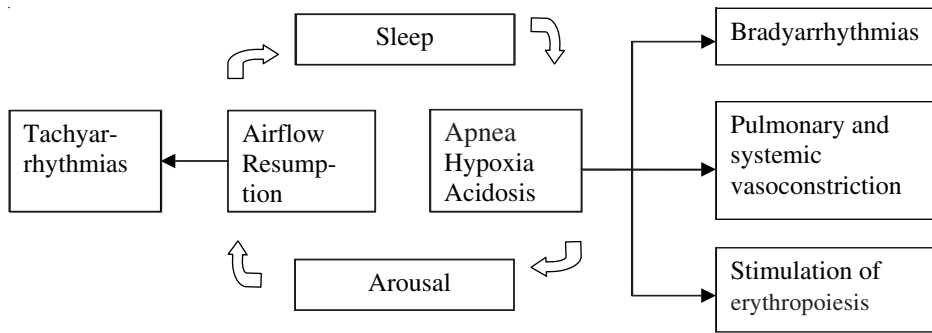 Sleep
Bradyarrhythmias
Tachyar-
rhythmias
Airflow
Resump-
tion
Apnea
Hypoxia
Acidosis
Pulmonary and
systemic
vasoconstriction
Arousal
Stimulation of
erythropoiesis